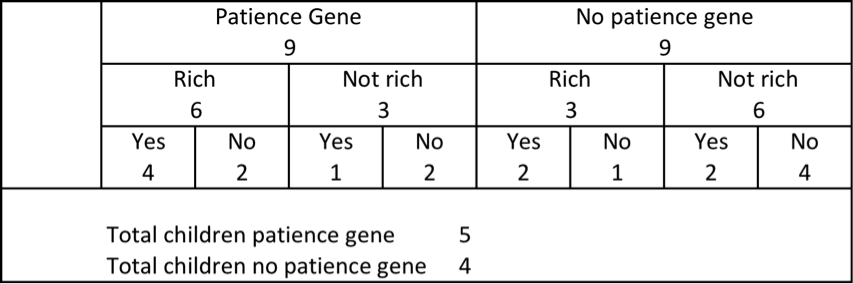 Patience Gene No patience gene
9 9
Rich Not rich Rich Not rich
6 3 3 6
Yes No Yes No Yes No Yes No
4 2 1 2 2 1 2 4
Total children patience gene 5
Total children no patience gene 4